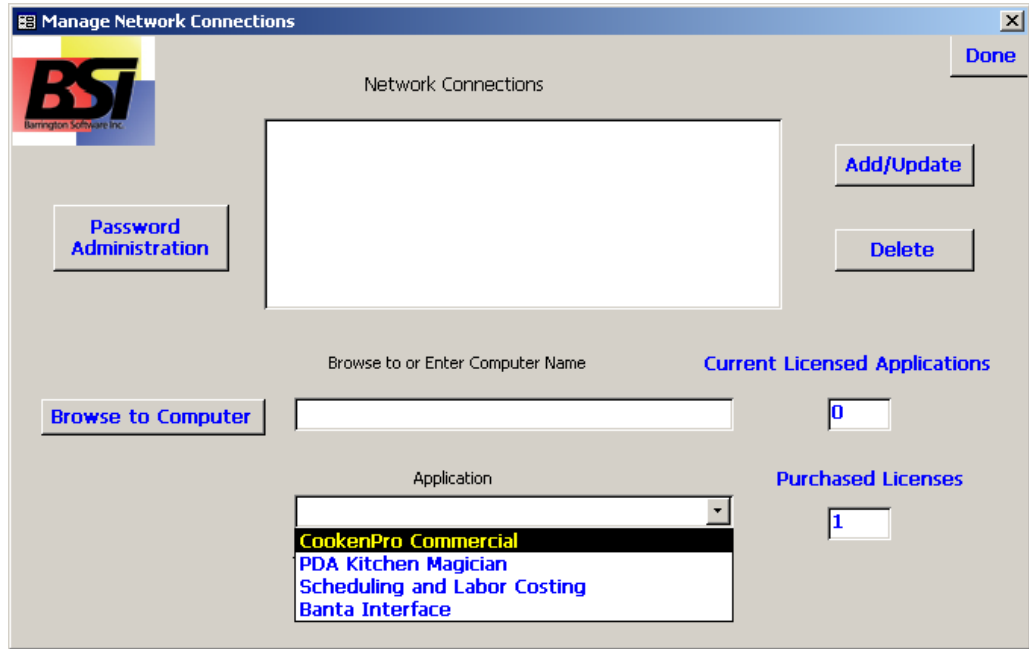 Manage Network Connections
BSi
Barrington Software Inc.
Done
Network Connections
Add/Update
Password
Administration
Delete
Browse to or Enter Computer Name
Current Licensed Applications
Browse to Computer
0
Application
Purchased Licenses
1
CookenPro Commercial
PDA Kitchen Magician
Scheduling and Labor Costing
Banta Interface